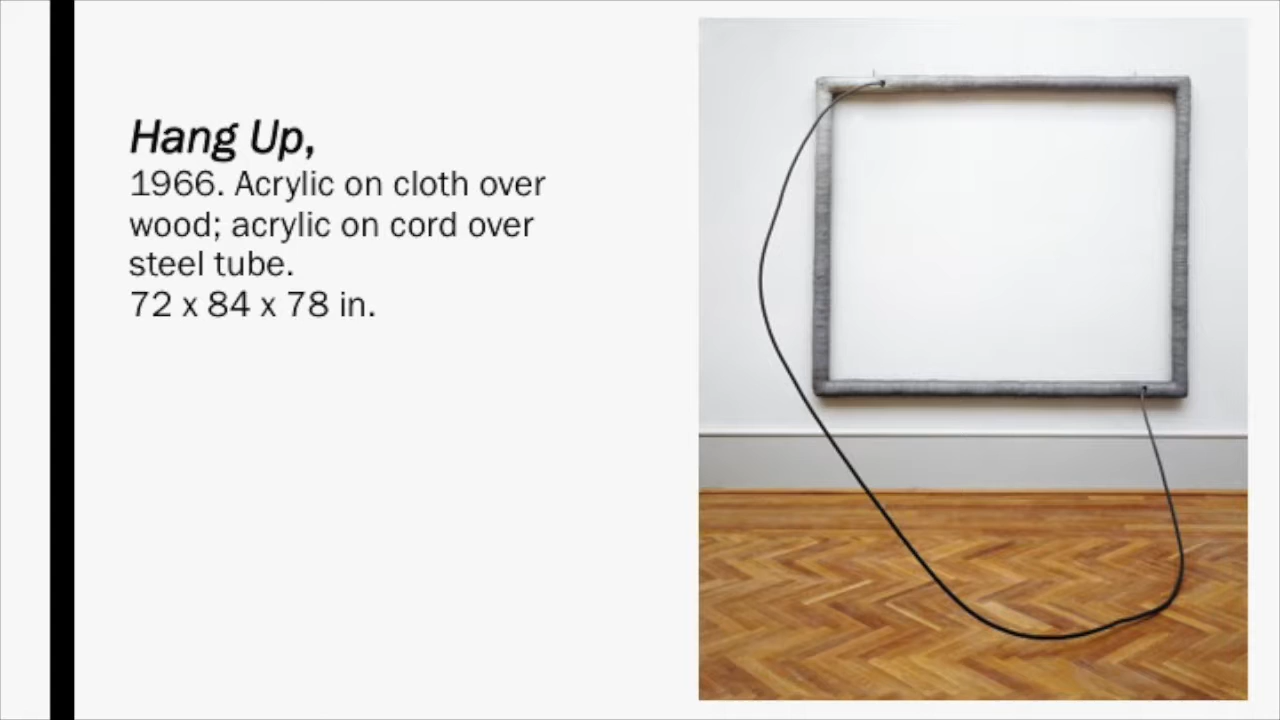 Hang Up,
1966. Acrylic on cloth over
wood; acrylic on cord over
steel tube.
72 x 84 x 78 in.